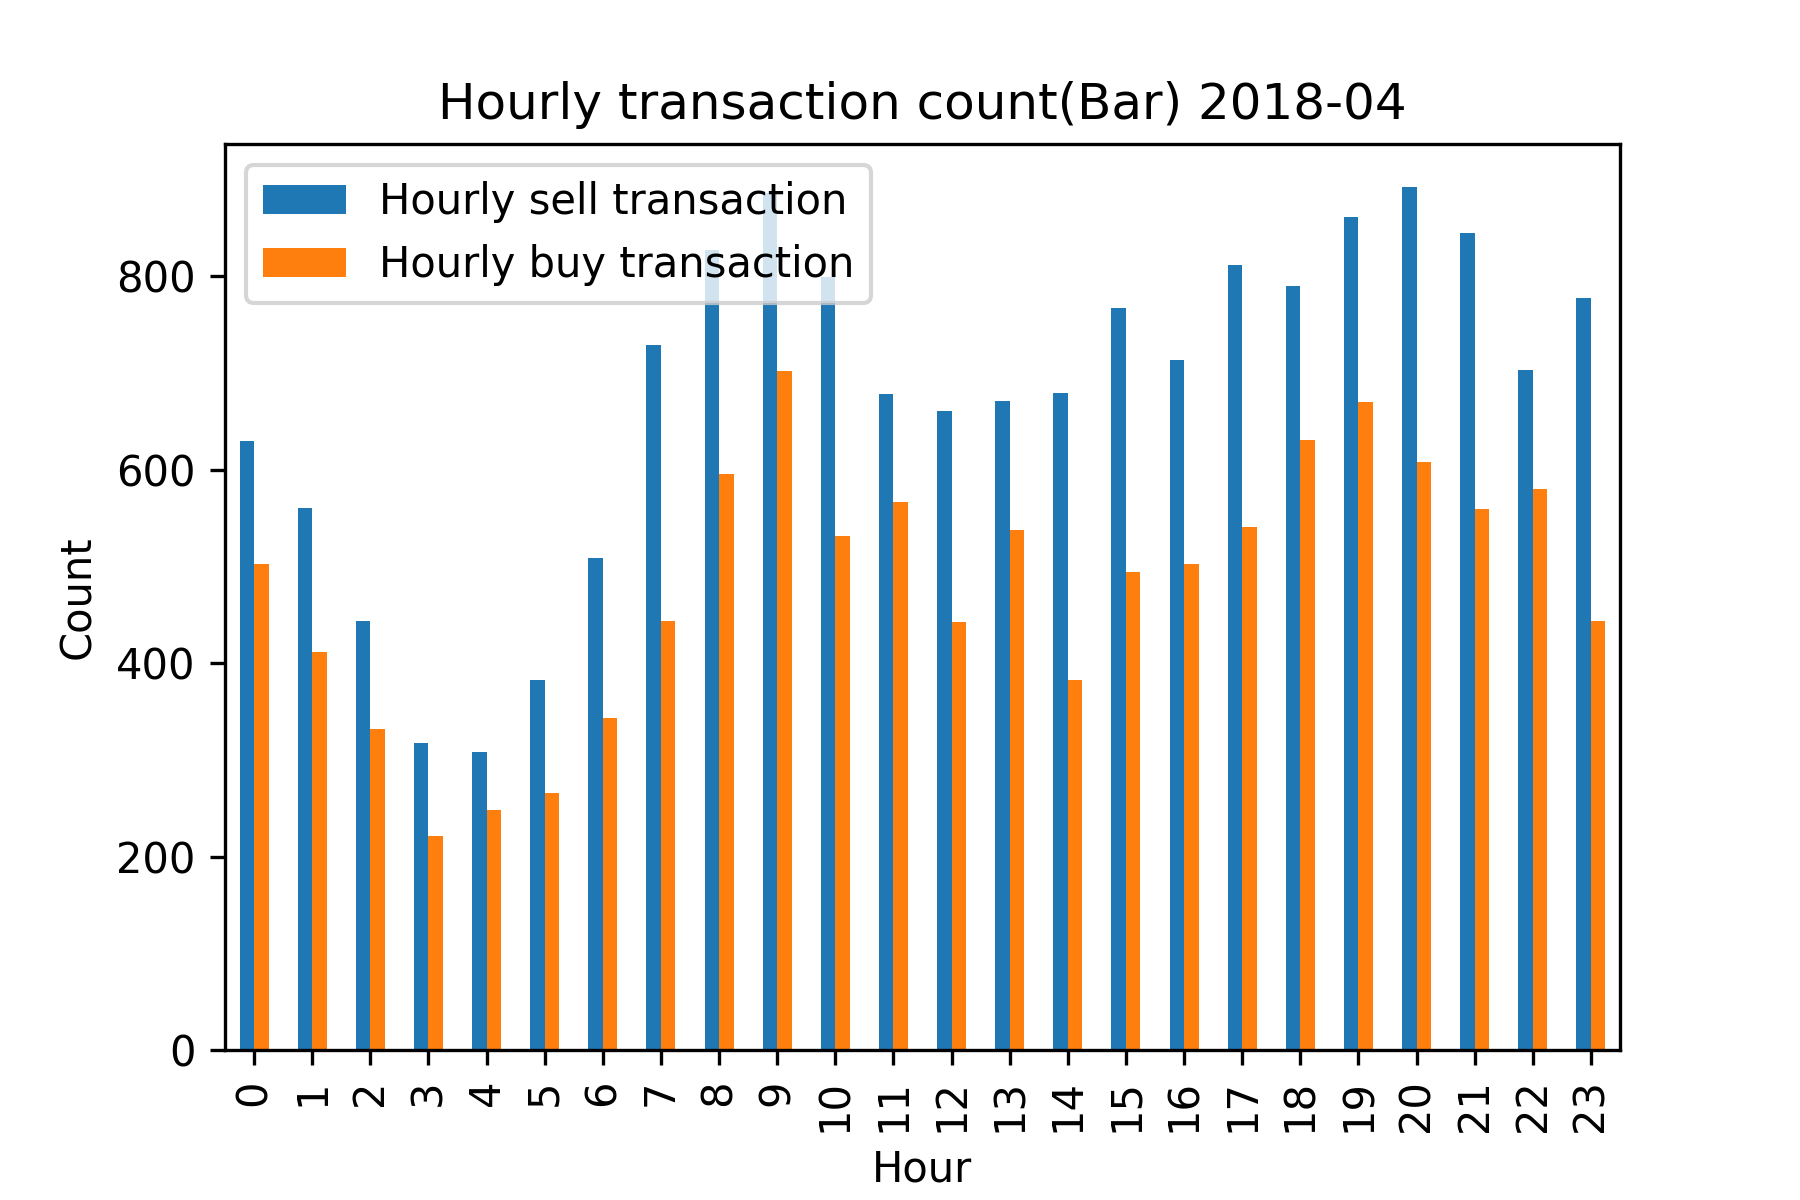 Hourly transaction count(Bar) 2018-04
Hourly sell transaction
Hourly buy transaction
800
600
400
200
0
Count
0 1 2 3 4 5 6 7 8 9 10 11 12 13 14 15 16 17 18 19 20 21 22 23
Hour